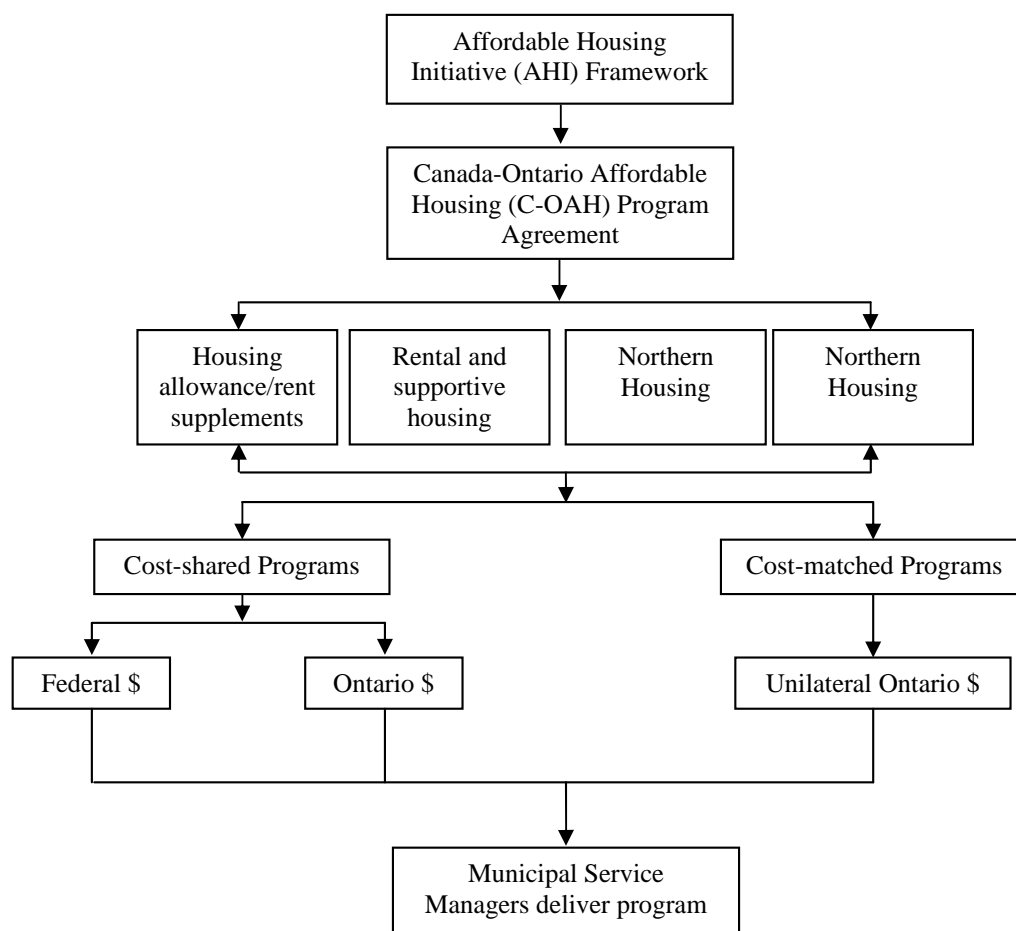 Affordable Housing
Initiative (AHI) Framework
Canada-Ontario Affordable
Housing (C-OAH) Program
Agreement
Housing
allowance/rent
supplements
Rental and
supportive
housing
Northern
Housing
Northern
Housing
Cost-shared Programs
Cost-matched Programs
Federal $
Ontario $
Unilateral Ontario $
Municipal Service
Managers deliver program